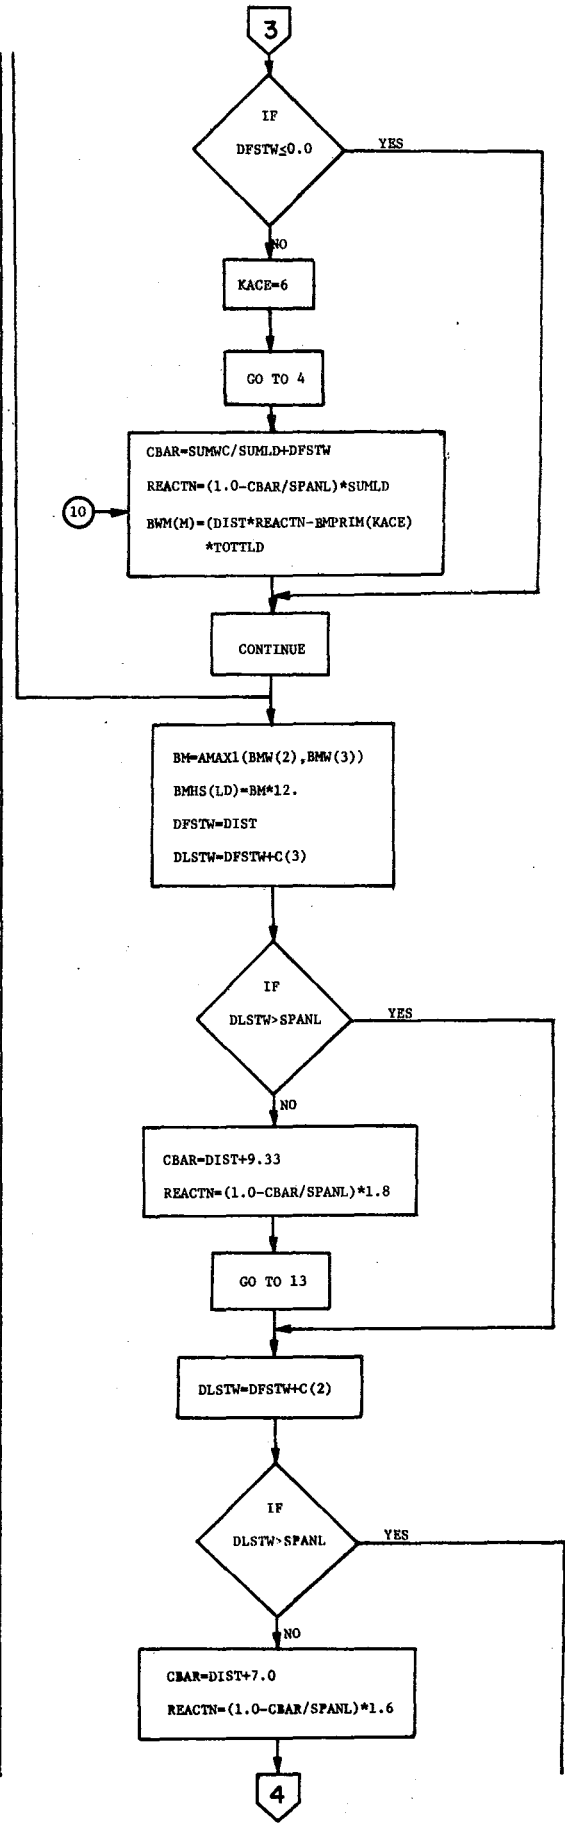 3
IF
DFSTW≤0.0
YES
NO
KACE=6
GO TO 4
CBAR=SUMWC/SUMLD+DFSTW
REACTN=(1.0-CBAR/SPANL)*SUMLD
10
BWM(M)=(DIST*REACTN-BMPRIM(KACE)
*TOTTLD
CONTINUE
BM=AMAX1(BMW(2),BMW(3))
BMHS(LD)=BM*12.
DFSTW=DIST
DLSTW=DFSTW+C(3)
IF
DLSTW>SPANL
YES
NO
CBAR=DIST+9.33
REACTN=(1.0-CBAR/SPANL)*1.8
GO TO 13
DLSTW=DFSTW+C(2)
IF
DLSTW>SPANL
YES
NO
CBAR=DIST+7.0
REACTN=(1.0-CBAR/SPANL)*1.6
4